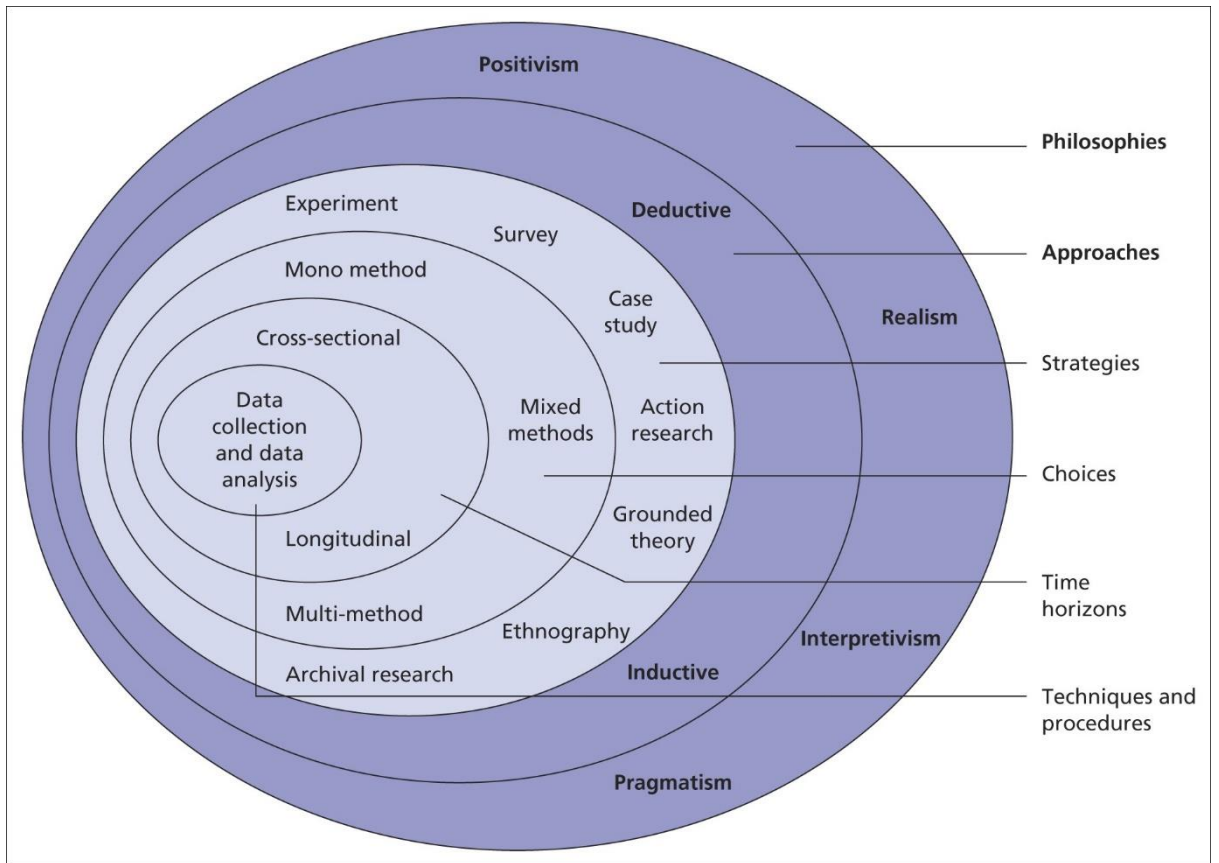 Positivism
Philosophies
Experiment
Deductive
Survey
Approaches
Mono method
Case
study
Realism
Cross-sectional
Strategies
Data
collection
and data
analysis
Mixed
methods
Action
research
Choices
Longitudinal
Grounded
theory
Time
horizons
Multi-method
Ethnography
Interpretivism
Archival research
Inductive
Techniques and
procedures
Pragmatism